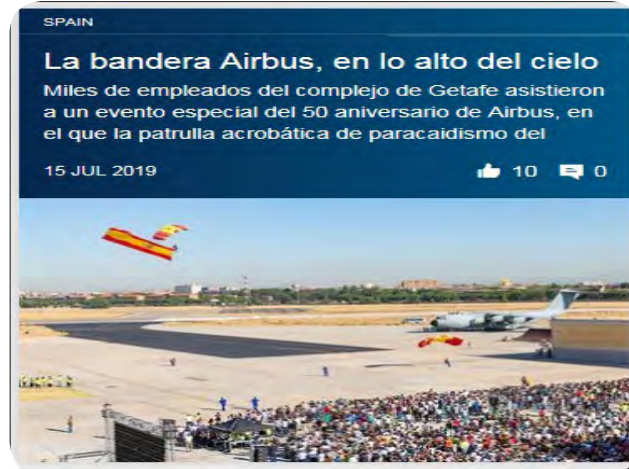 SPAIN
La bandera Airbus, en lo alto del cielo
Miles de empleados del complejo de Getafe asistieron
a un evento especial del 50 aniversario de Airbus, en
el que la patrulla acrobática de paracaidismo del
15 JUL 2019
10
0